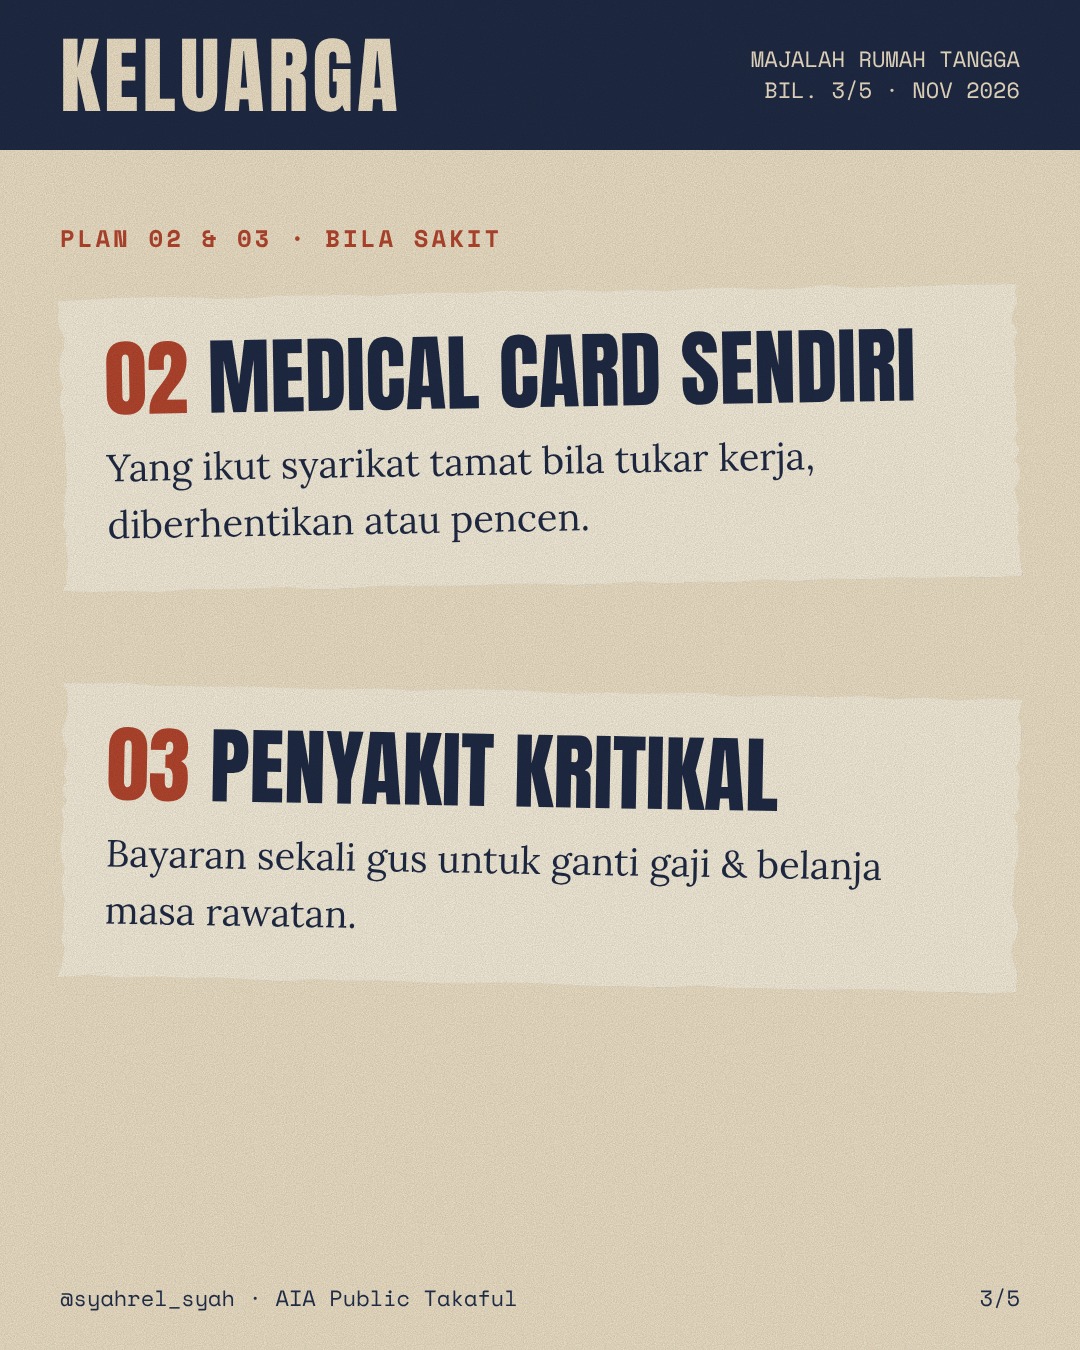 KELUARGA
MAJALAH RUMAH TANGGA
BIL. 3/5 · NOV 2026
PLAN 02 & 03 · BILA SAKIT
02 MEDICAL CARD SENDIRI
Yang ikut syarikat tamat bila tukar kerja,
diberhentikan atau pencen.
03 PENYAKIT KRITIKAL
Bayaran sekali gus untuk ganti gaji & belanja
masa rawatan.
@syahrel_syah · AIA Public Takaful
3/5